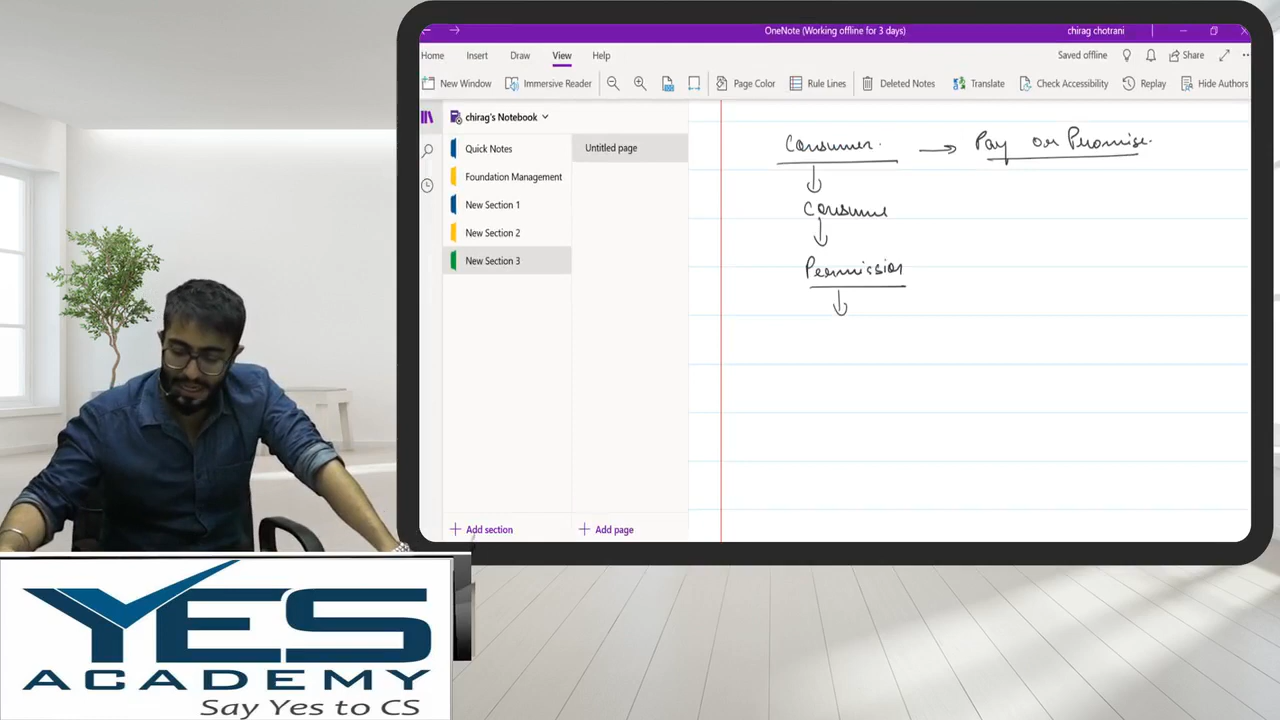 OneNote (Working offline for 3 days)
chirag chotrani
Home Insert Draw View Help
Saved offline
Share
New Window
Immersive Reader
Page Color
Rule Lines
Deleted Notes
Translate
Check Accessibility
Replay
Hide Authors
chirag's Notebook
Quick Notes
Foundation Management
New Section 1
New Section 2
New Section 3
Add section
Untitled page
Add page
Consumer. → Pay or Promise.
↓
Consume
↓
Permission
↓
YES
ACADEMY
Say Yes to CS